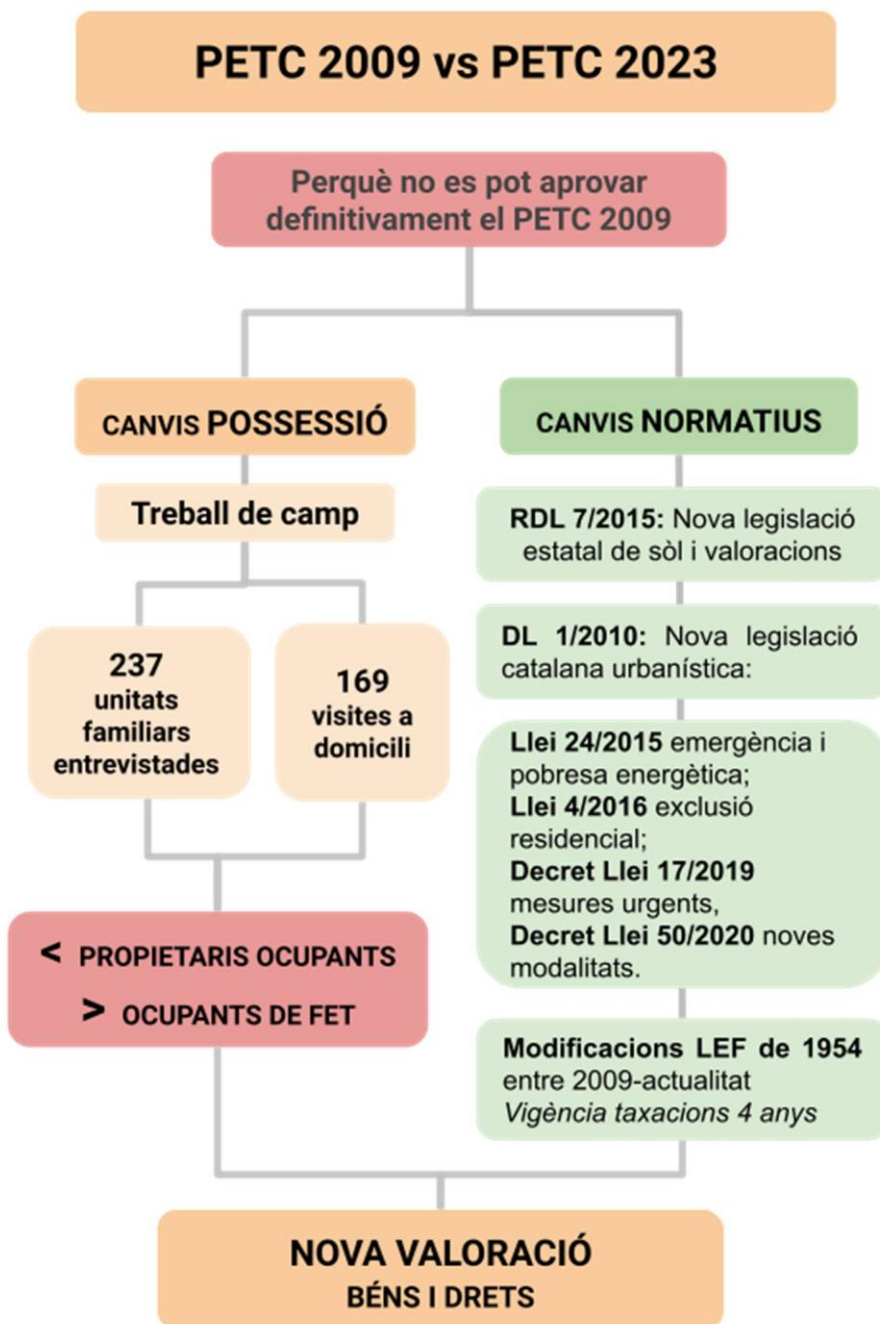 PETC 2009 vs PETC 2023
Perquè no es pot aprovar
definitivament el PETC 2009
CANVIS POSSESSIÓ
Treball de camp
237
unitats
familiars
entrevistades
169
visites a
domicili
< PROPIETARIS OCUPANTS
> OCUPANTS DE FET
CANVIS NORMATIUS
RDL 7/2015: Nova legislació
estatal de sòl i valoracions
DL 1/2010: Nova legislació
catalana urbanística:
Llei 24/2015 emergència i
pobresa energètica;
Llei 4/2016 exclusió
residencial;
Decret Llei 17/2019
mesures urgents,
Decret Llei 50/2020 noves
modalitats.
Modificacions LEF de 1954
entre 2009-actualitat
Vigència taxacions 4 anys
NOVA VALORACIÓ
BÉNS I DRETS